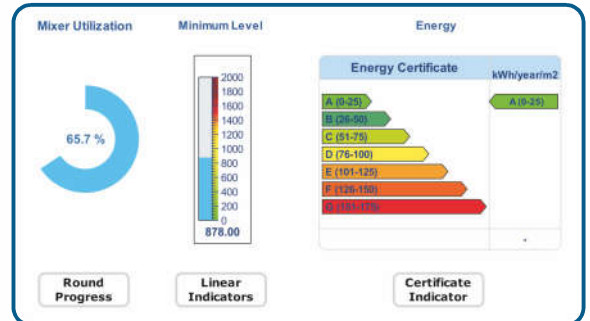 Mixer Utilization
Minimum Level
Energy
65.7 %
2000
1800
1600
1400
1200
1000
800
600
400
200
0
878.00
Energy Certificate
kWh/year/m2
A (0-25)
A (0-25)
B (26-50)
C (51-75)
D (76-100)
E (101-125)
F (126-150)
G (151-175)
-
Round
Progress
Linear
Indicators
Certificate
Indicator